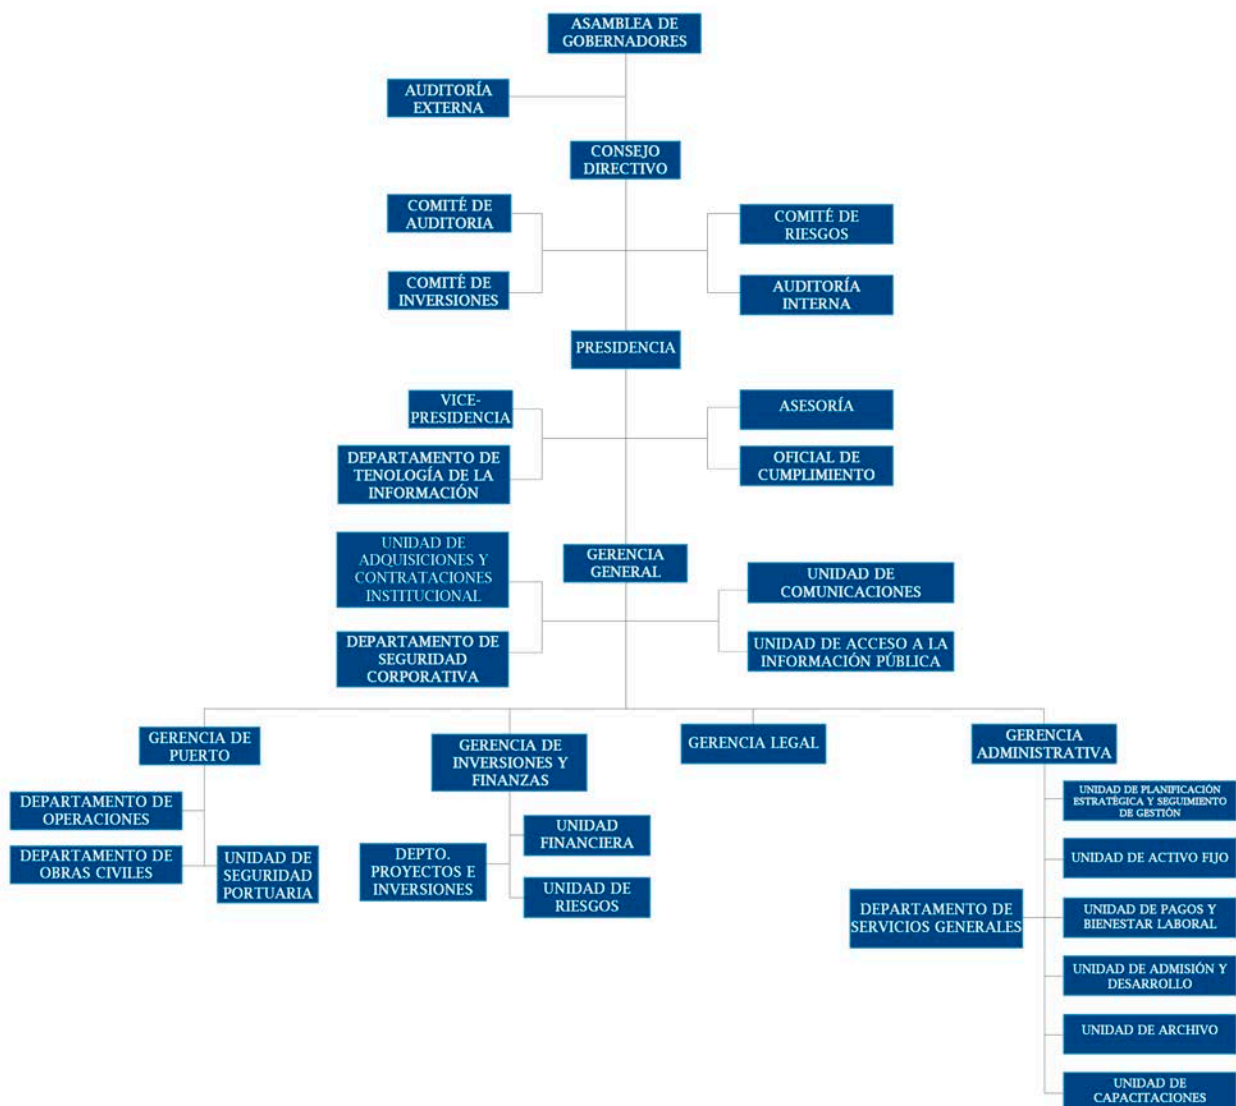 ASAMBLEA DE
GOBERNADORES
AUDITORÍA
EXTERNA
CONSEJO
DIRECTIVO
COMITÉ DE
AUDITORIA
COMITÉ DE
RIESGOS
COMITÉ DE
INVERSIONES
AUDITORÍA
INTERNA
PRESIDENCIA
VICE-
PRESIDENCIA
ASESORÍA
DEPARTAMENTO DE
TENOLOGÍA DE LA
INFORMACIÓN
OFICIAL DE
CUMPLIMIENTO
UNIDAD DE
ADQUISICIONES Y
CONTRATACIONES
INSTITUCIONAL
GERENCIA
GENERAL
UNIDAD DE
COMUNICACIONES
DEPARTAMENTO DE
SEGURIDAD
CORPORATIVA
UNIDAD DE ACCESO A LA
INFORMACIÓN PÚBLICA
GERENCIA DE
PUERTO
GERENCIA DE
INVERSIONES Y
FINANZAS
GERENCIA LEGAL
GERENCIA
ADMINISTRATIVA
DEPARTAMENTO DE
OPERACIONES
DEPARTAMENTO DE
OBRAS CIVILES
UNIDAD DE
SEGURIDAD
PORTUARIA
UNIDAD
FINANCIERA
DEPTO.
PROYECTOS E
INVERSIONES
UNIDAD DE
RIESGOS
UNIDAD DE PLANIFICACIÓN
ESTRATÉGICA Y SEGUIMIENTO
DE GESTIÓN
UNIDAD DE ACTIVO FIJO
DEPARTAMENTO DE
SERVICIOS GENERALES
UNIDAD DE PAGOS Y
BIENESTAR LABORAL
UNIDAD DE ADMISIÓN Y
DESARROLLO
UNIDAD DE ARCHIVO
UNIDAD DE
CAPACITACIONES